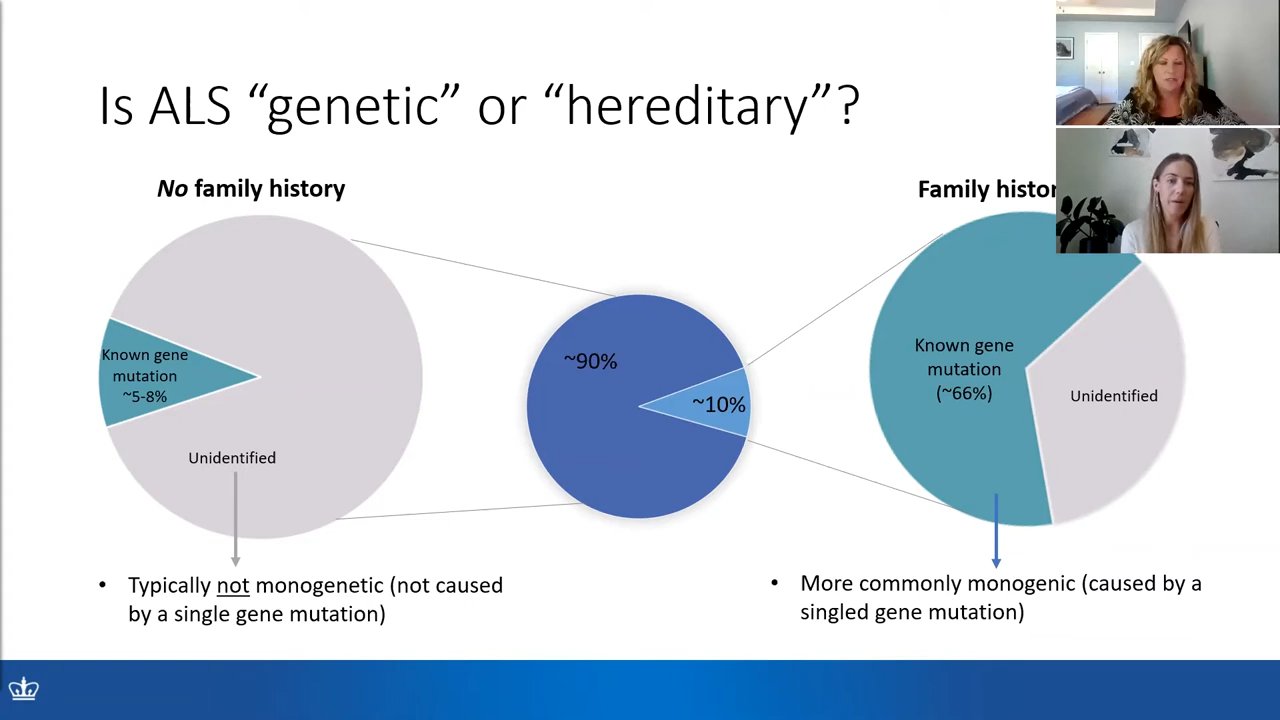 Is ALS “genetic” or “hereditary”?
No family history
Family
Known gene
mutation
~5-8%
Unidentified
~90%
~10%
Known gene
mutation
(~66%)
Unidentified
• Typically not monogenetic (not caused
by a single gene mutation)
• More commonly monogenic (caused by a
singled gene mutation)